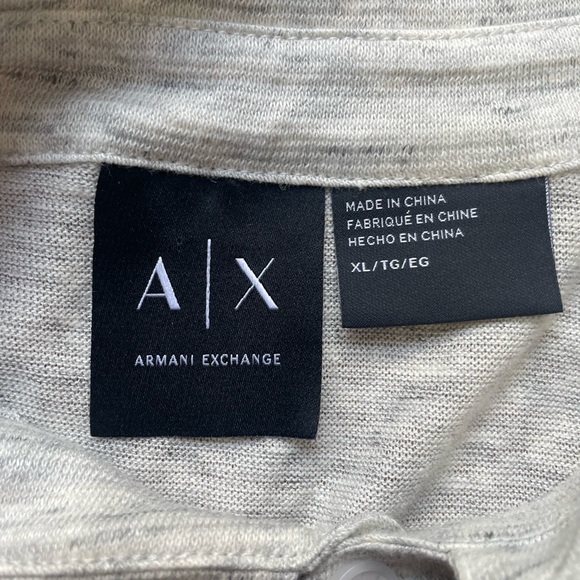 A|X
ARMANI EXCHANGE
MADE IN CHINA
FABRIQUÉ EN CHINE
HECHO EN CHINA
XL/TG/EG